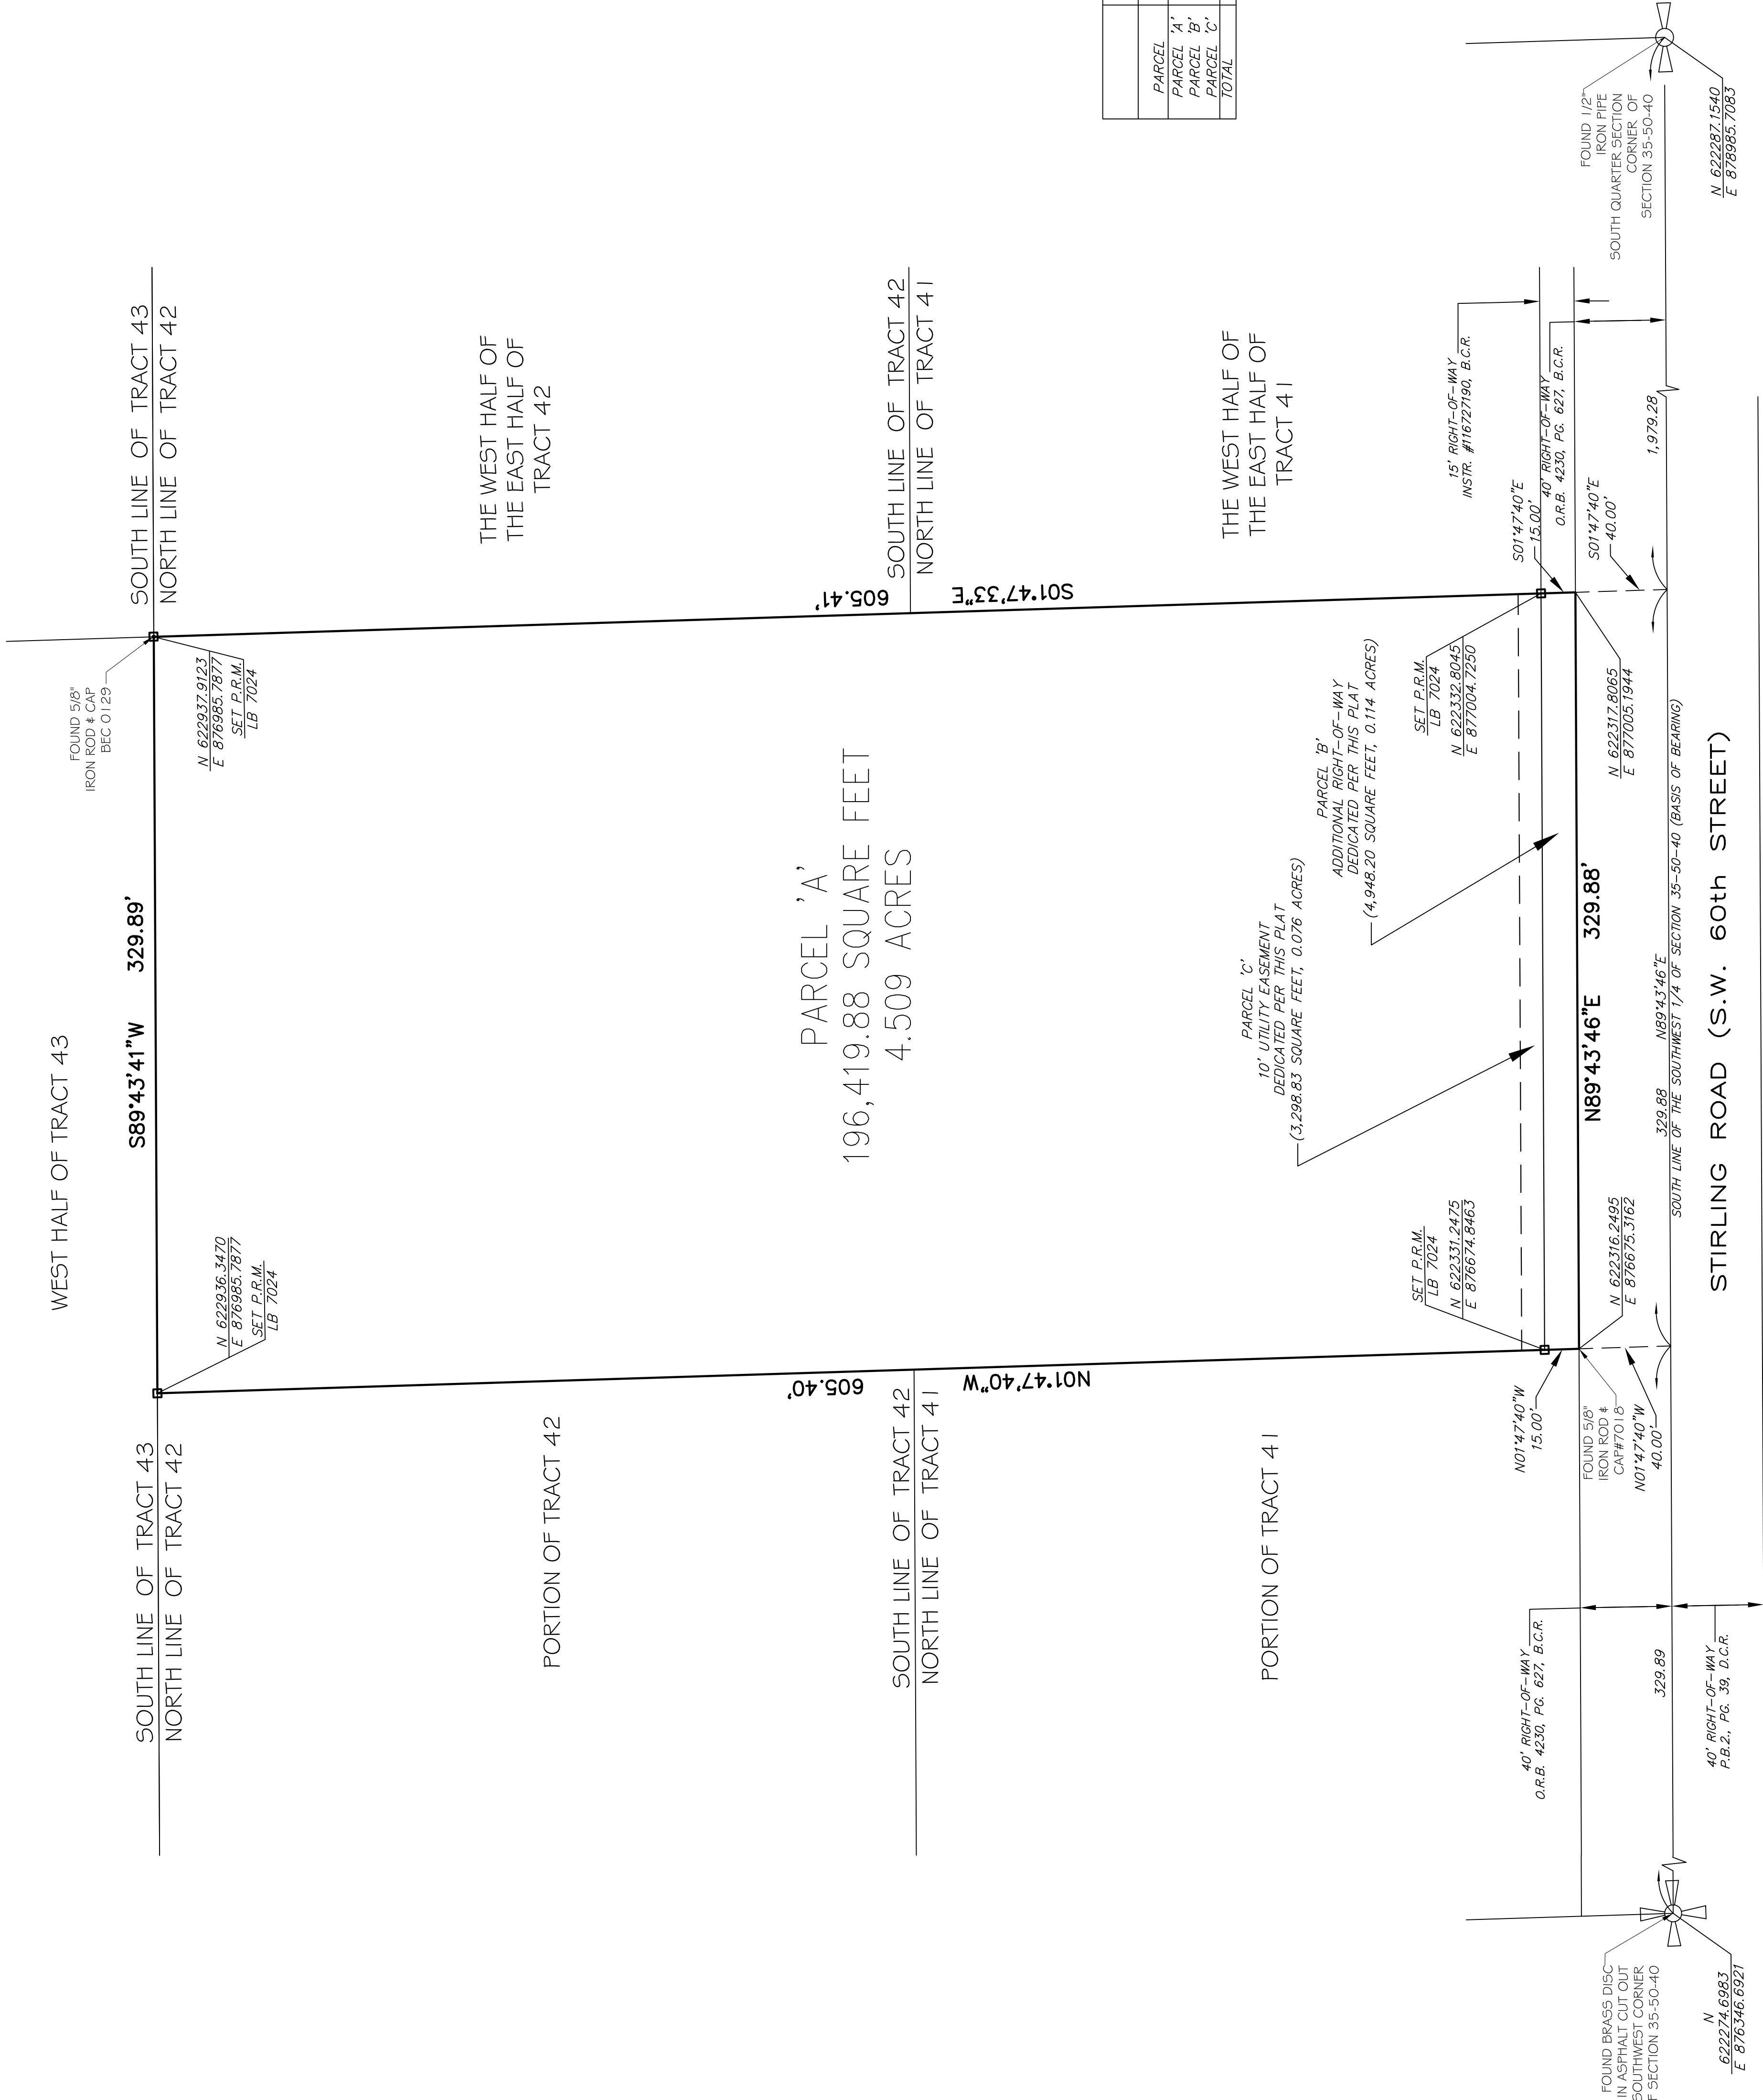 WEST HALF OF TRACT 43
FOUND 5/8"
IRON ROD & CAP
BEC 0129
SOUTH LINE OF TRACT 43
NORTH LINE OF TRACT 42
S89°43'41"W 329.89'
SOUTH LINE OF TRACT 43
NORTH LINE OF TRACT 42
N 622936.3470
E 876985.7877
SET P.R.M.
LB 7024
N 622937.9123
E 876985.7877
SET P.R.M.
LB 7024
PORTION OF TRACT 42
THE WEST HALF OF
THE EAST HALF OF
TRACT 42
605.40'
N01°47'40"W
605.41'
S01°47'33"E
PARCEL 'A'
196,419.88 SQUARE FEET
4.509 ACRES
SOUTH LINE OF TRACT 42
NORTH LINE OF TRACT 41
SOUTH LINE OF TRACT 42
NORTH LINE OF TRACT 41
PARCEL
PARCEL 'A'
PARCEL 'B'
PARCEL 'C'
TOTAL
PORTION OF TRACT 41
THE WEST HALF OF
THE EAST HALF OF
TRACT 41
PARCEL 'C'
10' UTILITY EASEMENT
DEDICATED PER THIS PLAT
(3,298.83 SQUARE FEET, 0.076 ACRES)
PARCEL 'B'
ADDITIONAL RIGHT-OF-WAY
DEDICATED PER THIS PLAT
(4,948.20 SQUARE FEET, 0.114 ACRES)
SET P.R.M.
LB 7024
N 622331.2475
E 876674.8463
SET P.R.M.
LB 7024
N 622332.8045
E 877004.7250
15' RIGHT-OF-WAY
INSTR. #116727190, B.C.R.
S01°47'40"E
15.00'
40' RIGHT-OF-WAY
O.R.B. 4230, PG. 627, B.C.R.
N01°47'40"W
15.00'
40' RIGHT-OF-WAY
O.R.B. 4230, PG. 627, B.C.R.
FOUND 5/8"
IRON ROD &
CAP#7018
N01°47'40"W
40.00'
N89°43'46"E 329.88'
N 622316.2495
E 876675.3162
N 622317.8065
E 877005.1944
S01°47'40"E
40.00'
FOUND 1/2"
IRON PIPE
SOUTH QUARTER SECTION
CORNER OF
SECTION 35-50-40
N 622287.1540
E 878985.7083
FOUND BRASS DISC
IN ASPHALT CUT OUT
SOUTHWEST CORNER
F SECTION 35-50-40
N
622274.6983
E 876346.6921
329.89
329.88 N89°43'46"E
1,979.28
SOUTH LINE OF THE SOUTHWEST 1/4 OF SECTION 35-50-40 (BASIS OF BEARING)
40' RIGHT-OF-WAY
P.B.2., PG. 39, D.C.R.
STIRLING ROAD (S.W. 60th STREET)